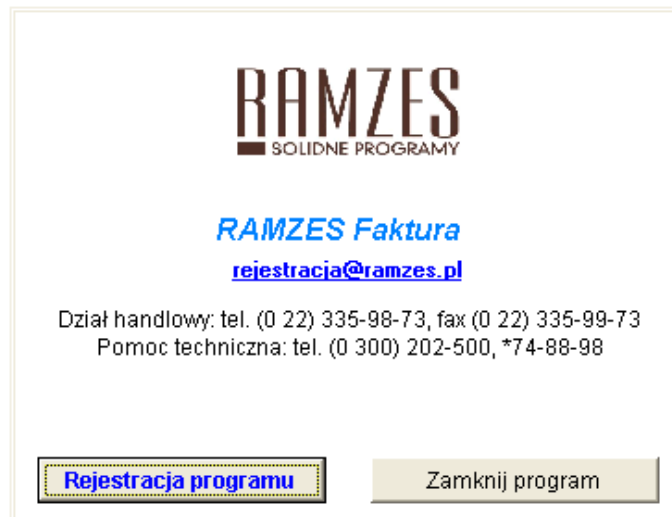 RAMZES
SOLIDNE PROGRAMY
RAMZES Faktura
rejestracja@ramzes.pl
Dział handlowy: tel. (0 22) 335-98-73, fax (0 22) 335-99-73
Pomoc techniczna: tel. (0 300) 202-500, *74-88-98
Rejestracja programu
Zamknij program